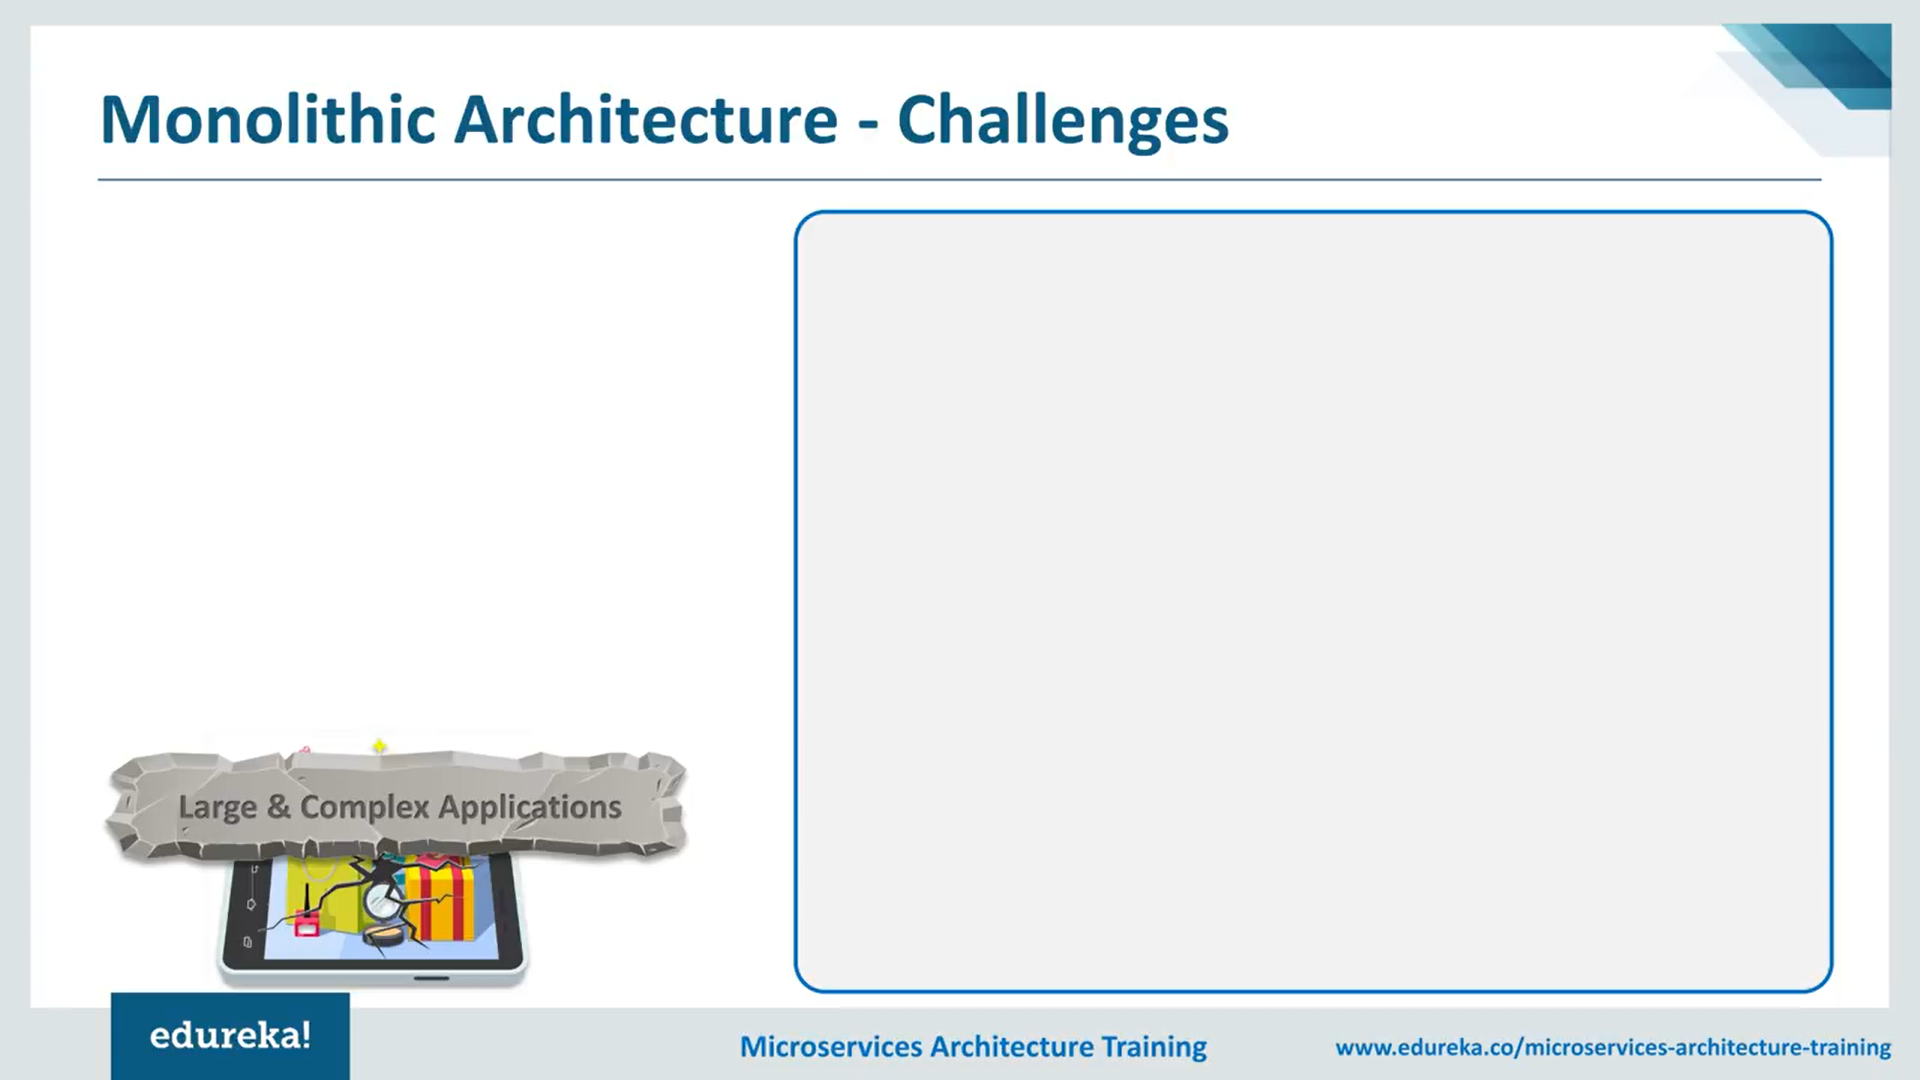 Monolithic Architecture - Challenges
Large & Complex Applications
edureka!
Microservices Architecture Training
www.edureka.co/microservices-architecture-training